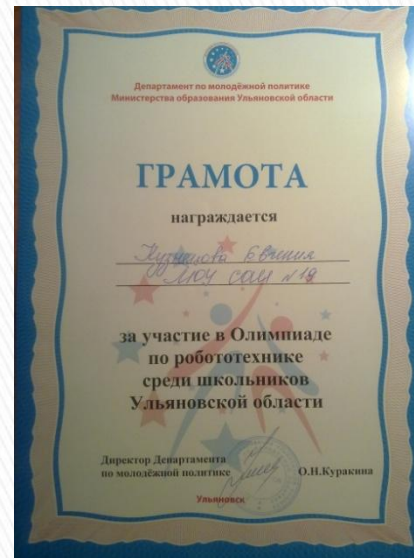 Департамент по молодёжной политике
Министерства образования Ульяновской области
ГРАМОТА
награждается
Кузнецова Евгения
МОУ СОШ №19
за участие в Олимпиаде
по робототехнике
среди школьников
Ульяновской области
Директор Департамента
по молодёжной политике О.Н.Куракина
Ульяновск